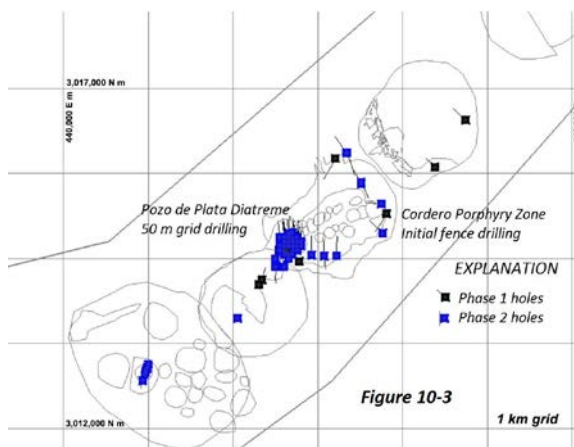 3,017,000 N m
440,000 E m
Pozo de Plata Diatreme
50 m grid drilling
Cordero Porphyry Zone
Initial fence drilling
EXPLANATION
Phase 1 holes
Phase 2 holes
Figure 10-3
1 km grid
3,012,000 N m